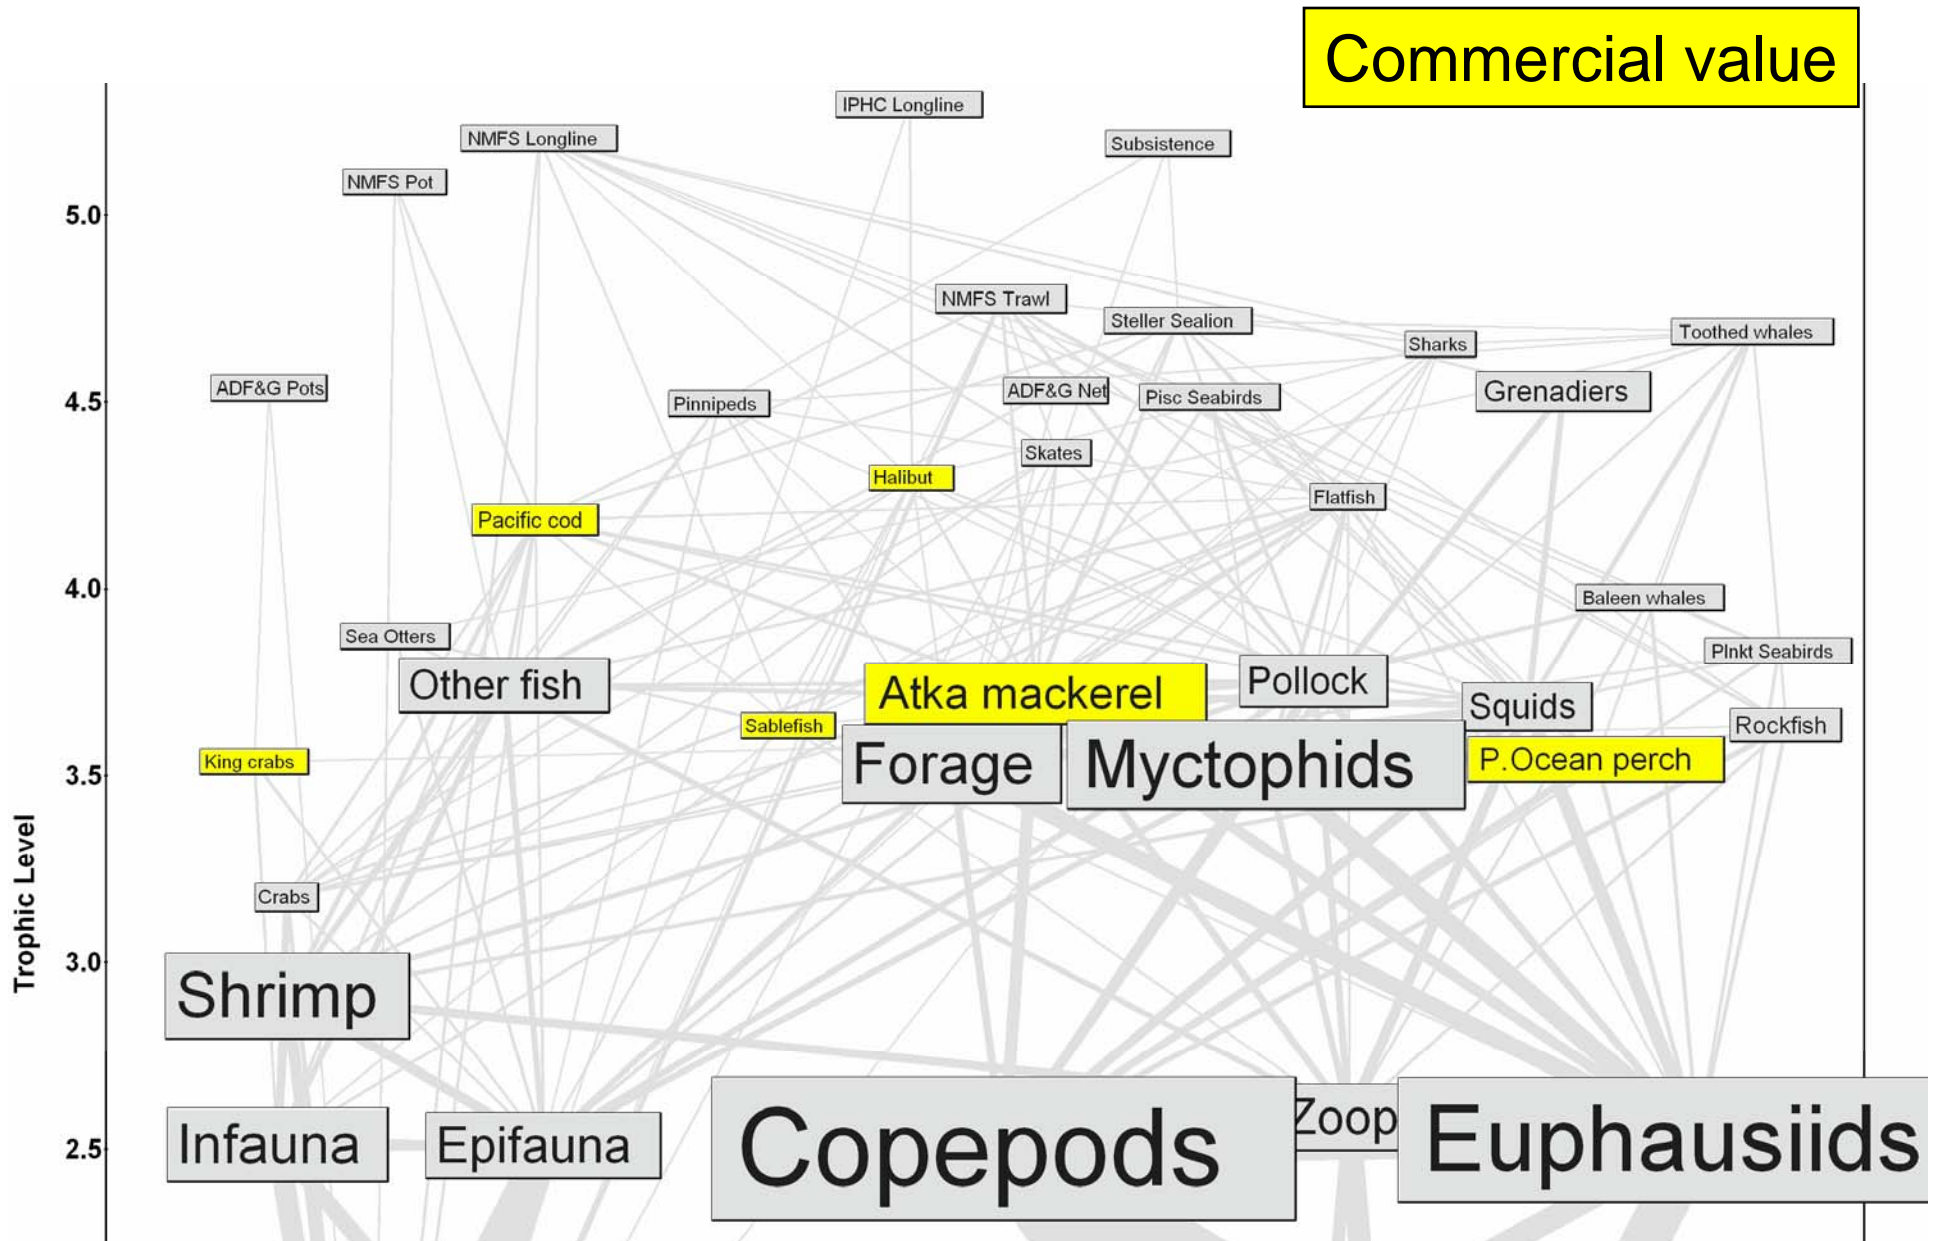 Commercial value
IPHC Longline
NMFS Longline
Subsistence
NMFS Pot
5.0
NMFS Trawl
Steller Sealion
Toothed whales
Sharks
ADF&G Pots
4.5
Pinnipeds
ADF&G Net
Pisc Seabirds
Grenadiers
Skates
Halibut
Flatfish
Pacific cod
4.0
Baleen whales
Sea Otters
Plnkt Seabirds
Other fish
Atka mackerel
Pollock
Squids
Sablefish
Rockfish
King crabs
3.5
Forage
Myctophids
P.Ocean perch
Trophic Level
Crabs
3.0
Shrimp
2.5
Infauna
Epifauna
Copepods
Zoop
Euphausiids